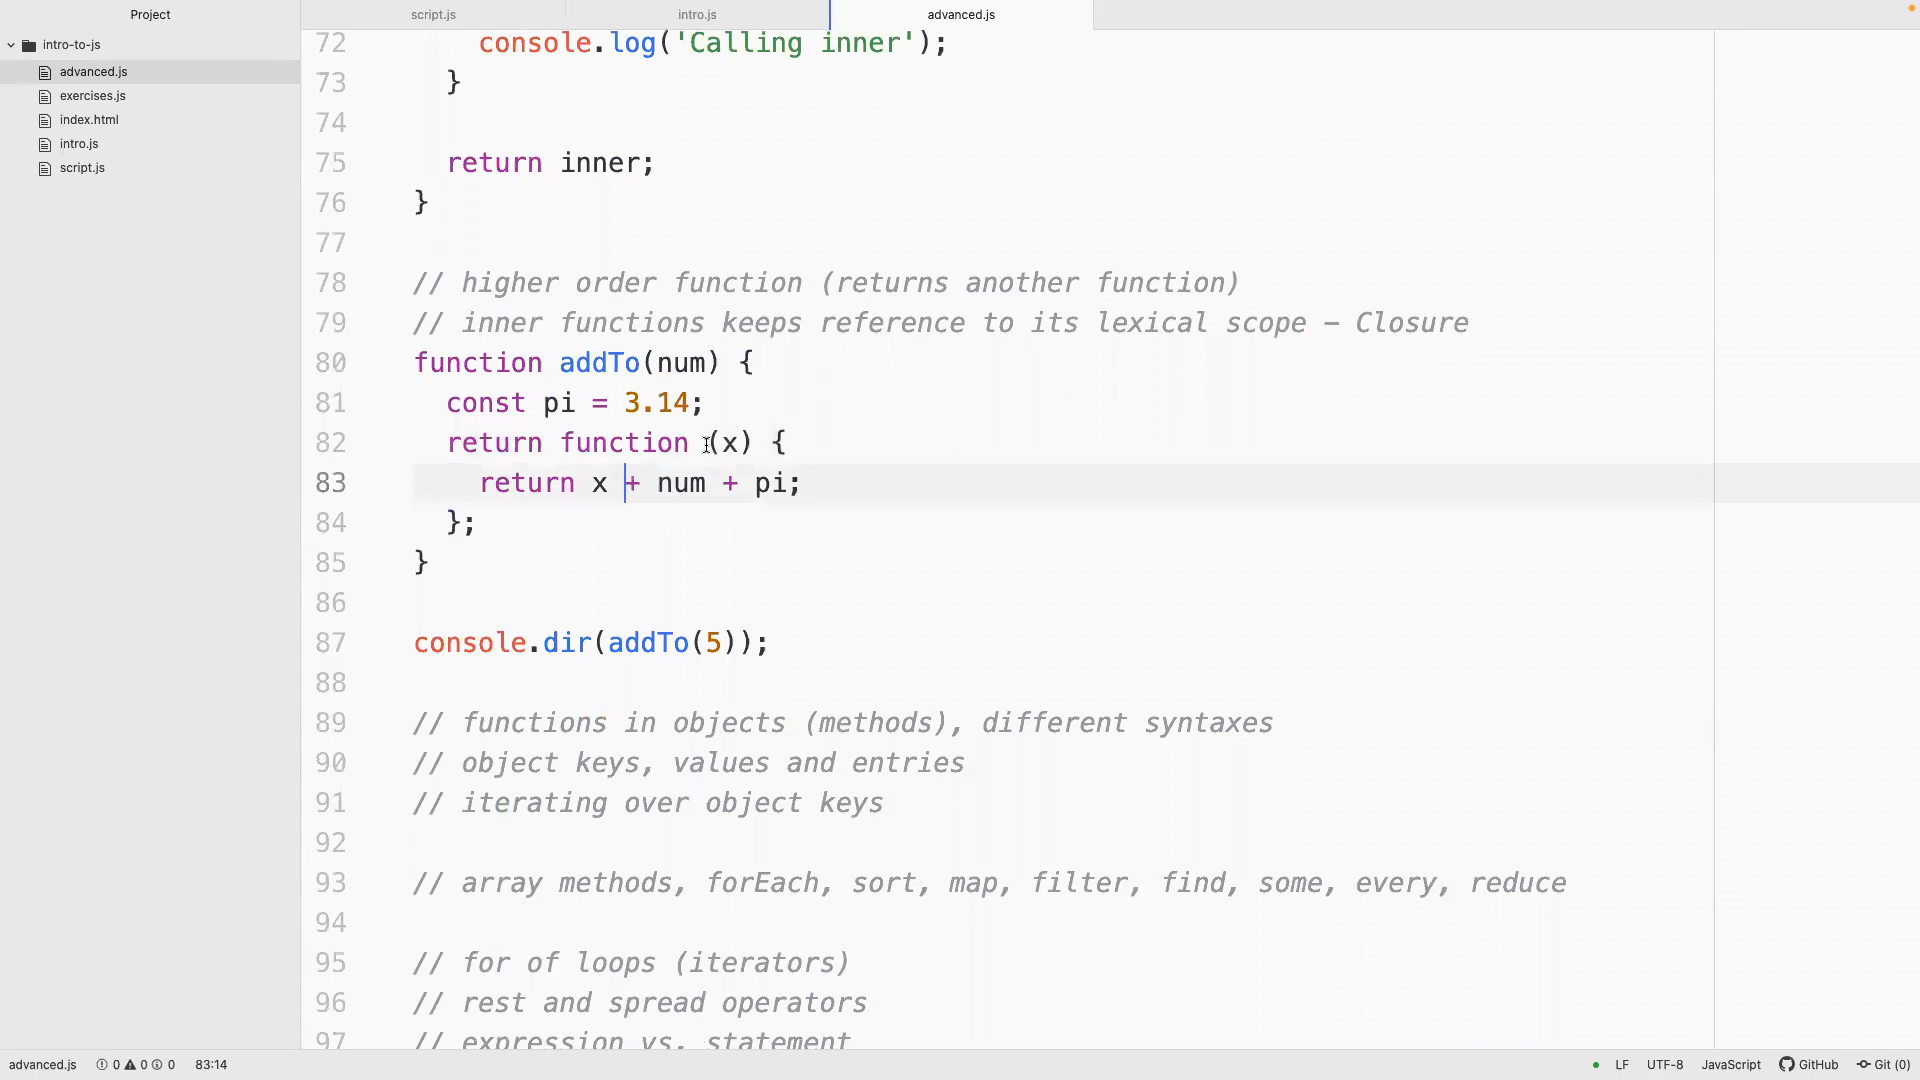 Project
script.js
intro.js
advanced.js
intro-to-js
advanced.js
exercises.js
index.html
intro.js
script.js
72 console.log('Calling inner');
73 }
74
75 return inner;
76 }
77
78 // higher order function (returns another function)
79 // inner functions keeps reference to its lexical scope – Closure
80 function addTo(num) {
81 const pi = 3.14;
82 return function (x) {
83 return x + num + pi;
84 };
85 }
86
87 console.dir(addTo(5));
88
89 // functions in objects (methods), different syntaxes
90 // object keys, values and entries
91 // iterating over object keys
92
93 // array methods, forEach, sort, map, filter, find, some, every, reduce
94
95 // for of loops (iterators)
96 // rest and spread operators
97 // expression vs. statement
advanced.js 0 0 0 83:14 LF UTF-8 JavaScript GitHub Git (0)